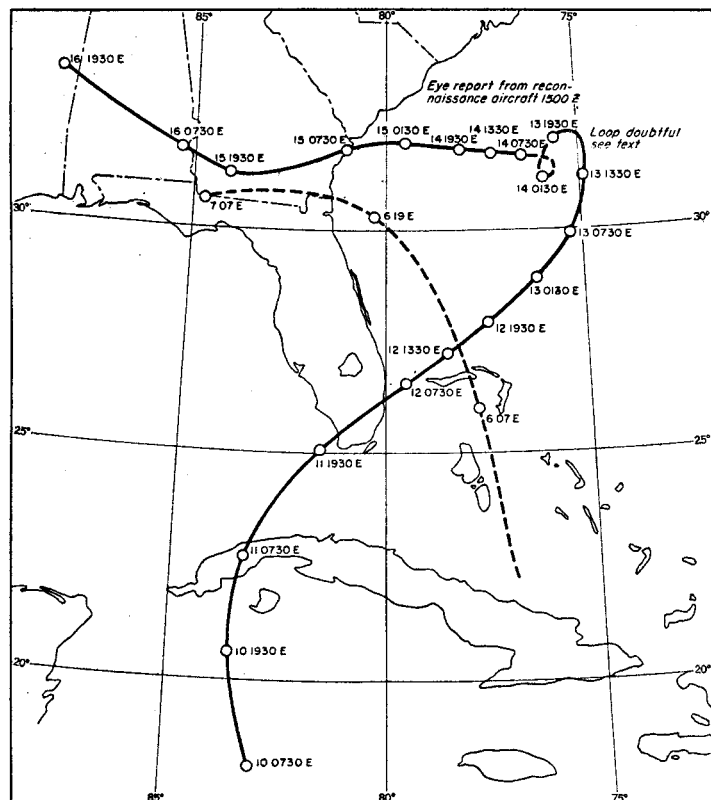 85°
80°
75°
16 1930 E
Eye report from recon-
naissance aircraft 1500 Z
13 1930 E
Loop doubtful
see text
16 0730 E
15 1930 E
15 0730 E
15 0130 E
14 1930 E
14 1330 E
14 0730 E
14 0130 E
13 1330 E
7 07 E
6 19 E
30°
30°
13 0730 E
13 0130 E
12 1930 E
12 1330 E
12 0730 E
6 07 E
25°
25°
11 1930 E
11 0730 E
10 1930 E
20°
20°
10 0730 E
85°
80°
75°